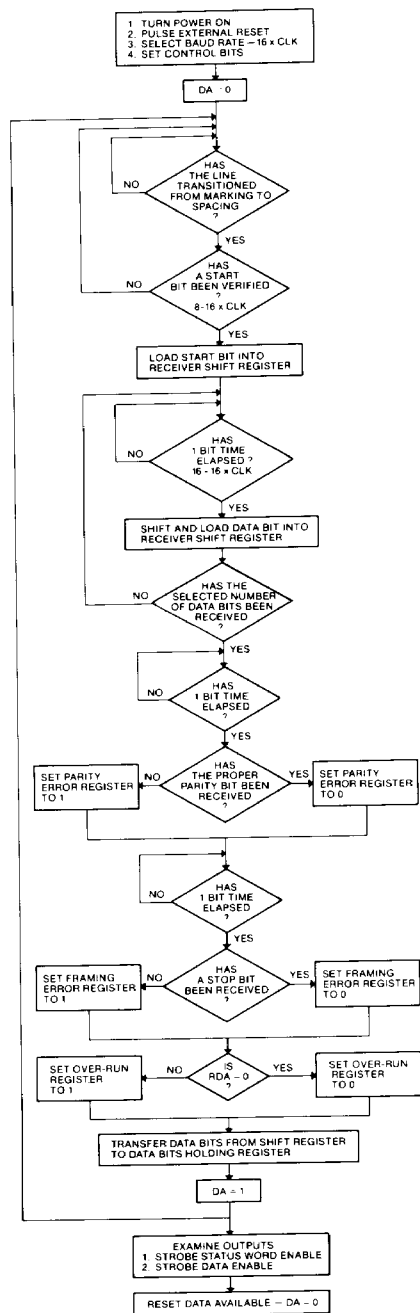 1 TURN POWER ON
2 PULSE EXTERNAL RESET
3 SELECT BAUD RATE – 16 x CLK
4 SET CONTROL BITS
DA = 0
HAS
THE LINE
TRANSITIONED
FROM MARKING TO
SPACING
?
NO
YES
HAS
A START
BIT BEEN VERIFIED
?
8-16 x CLK
NO
YES
LOAD START BIT INTO
RECEIVER SHIFT REGISTER
HAS
1 BIT TIME
ELAPSED ?
16 - 16 x CLK
NO
YES
SHIFT AND LOAD DATA BIT INTO
RECEIVER SHIFT REGISTER
HAS THE
SELECTED NUMBER
OF DATA BITS BEEN
RECEIVED
?
NO
YES
HAS
1 BIT TIME
ELAPSED
?
NO
YES
HAS
THE PROPER
PARITY BIT BEEN
RECEIVED
?
NO
YES
SET PARITY
ERROR REGISTER
TO 1
SET PARITY
ERROR REGISTER
TO 0
HAS
1 BIT TIME
ELAPSED
?
NO
YES
HAS
A STOP BIT
BEEN RECEIVED
?
NO
YES
SET FRAMING
ERROR REGISTER
TO 1
SET FRAMING
ERROR REGISTER
TO 0
IS
RDA = 0
?
NO
YES
SET OVER-RUN
REGISTER
TO 1
SET OVER-RUN
REGISTER
TO 0
TRANSFER DATA BITS FROM SHIFT REGISTER
TO DATA BITS HOLDING REGISTER
DA = 1
EXAMINE OUTPUTS
1. STROBE STATUS WORD ENABLE
2. STROBE DATA ENABLE
RESET DATA AVAILABLE – DA = 0